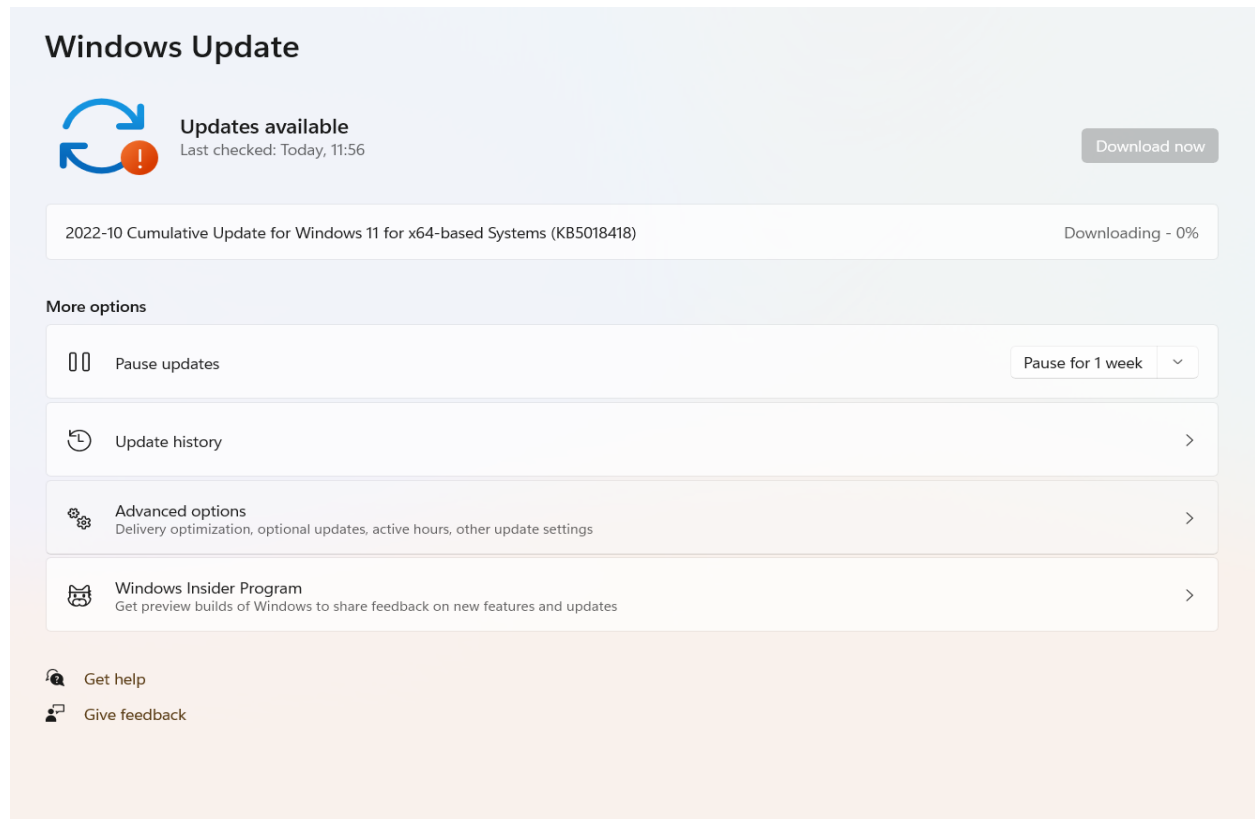 Windows Update
Updates available
Last checked: Today, 11:56
Download now
2022-10 Cumulative Update for Windows 11 for x64-based Systems (KB5018418)
Downloading - 0%
More options
Pause updates
Pause for 1 week
Update history
Advanced options
Delivery optimization, optional updates, active hours, other update settings
Windows Insider Program
Get preview builds of Windows to share feedback on new features and updates
Get help
Give feedback